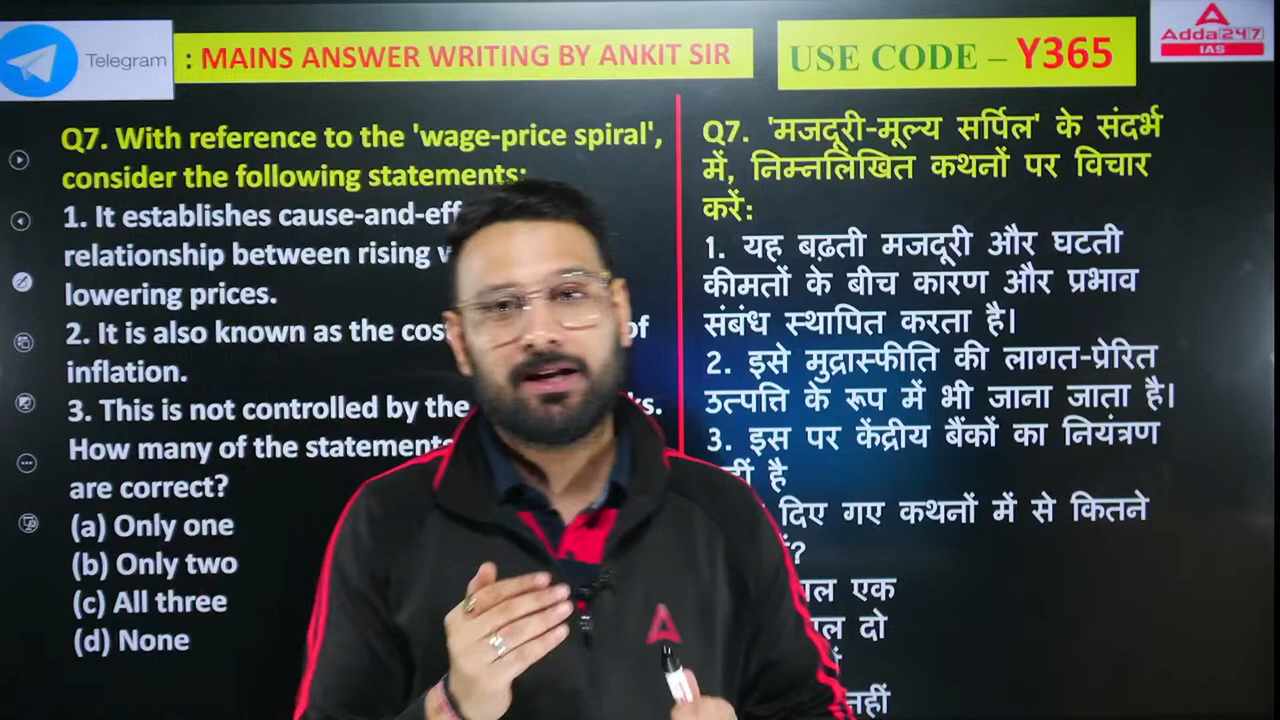 Telegram : MAINS ANSWER WRITING BY ANKIT SIR
USE CODE – Y365
Adda247
IAS
Q7. With reference to the 'wage-price spiral',
consider the following statements:
1. It establishes cause-and-eff
relationship between rising
lowering prices.
2. It is also known as the cos of
inflation.
3. This is not controlled by the ks.
How many of the statements
are correct?
(a) Only one
(b) Only two
(c) All three
(d) None
Q7. 'मजदूरी-मूल्य सर्पिल' के संदर्भ
में, निम्नलिखित कथनों पर विचार
करें:
1. यह बढ़ती मजदूरी और घटती
कीमतों के बीच कारण और प्रभाव
संबंध स्थापित करता है।
2. इसे मुद्रास्फीति की लागत-प्रेरित
उत्पत्ति के रूप में भी जाना जाता है।
3. इस पर केंद्रीय बैंकों का नियंत्रण
है
दिए गए कथनों में से कितने
एक
दो
नहीं